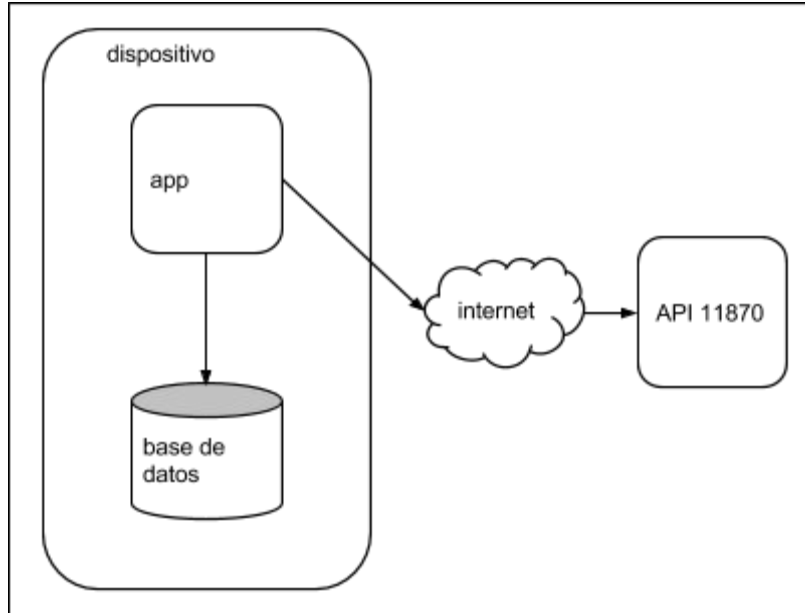 dispositivo
app
internet
API 11870
base de
datos